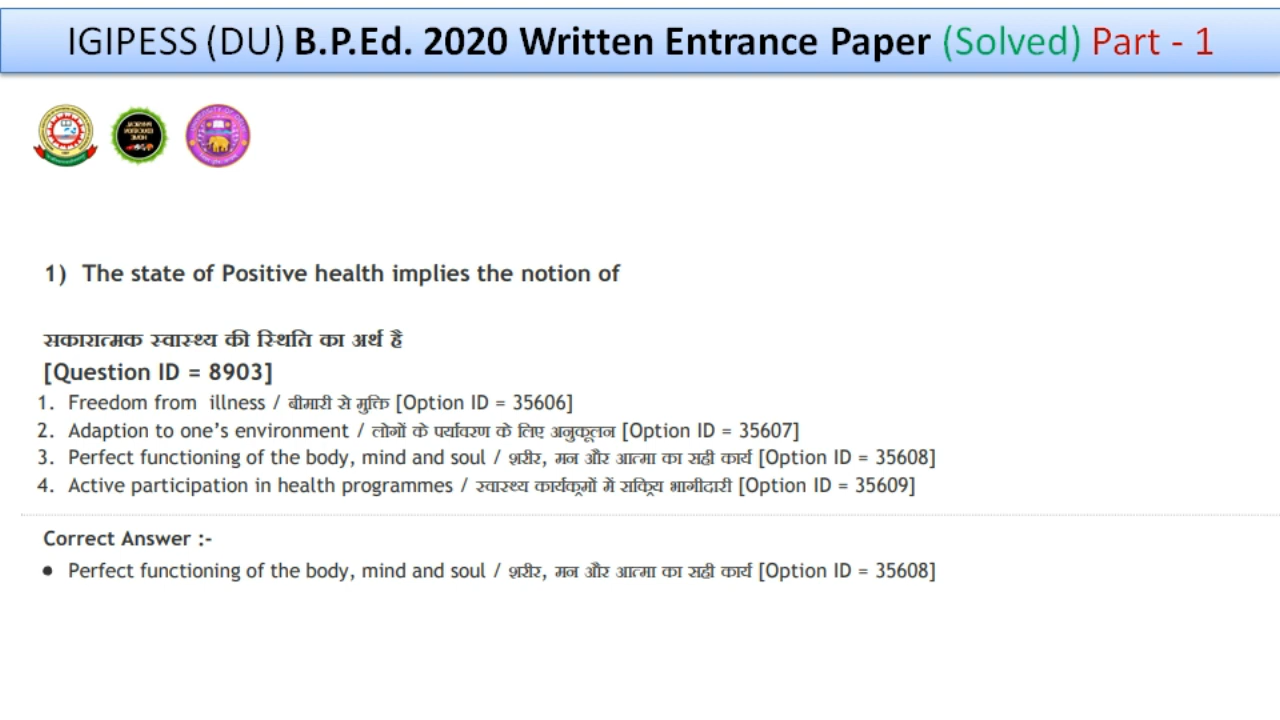 IGIPESS (DU) B.P.Ed. 2020 Written Entrance Paper (Solved) Part - 1
1) The state of Positive health implies the notion of
सकारात्मक स्वास्थ्य की स्थिति का अर्थ है
[Question ID = 8903]
1. Freedom from illness / बीमारी से मुक्ति [Option ID = 35606]
2. Adaption to one's environment / लोगों के पर्यावरण के लिए अनुकूलन [Option ID = 35607]
3. Perfect functioning of the body, mind and soul / शरीर, मन और आत्मा का सही कार्य [Option ID = 35608]
4. Active participation in health programmes / स्वास्थ्य कार्यक्रमों में सक्रिय भागीदारी [Option ID = 35609]
Correct Answer :-
• Perfect functioning of the body, mind and soul / शरीर, मन और आत्मा का सही कार्य [Option ID = 35608]